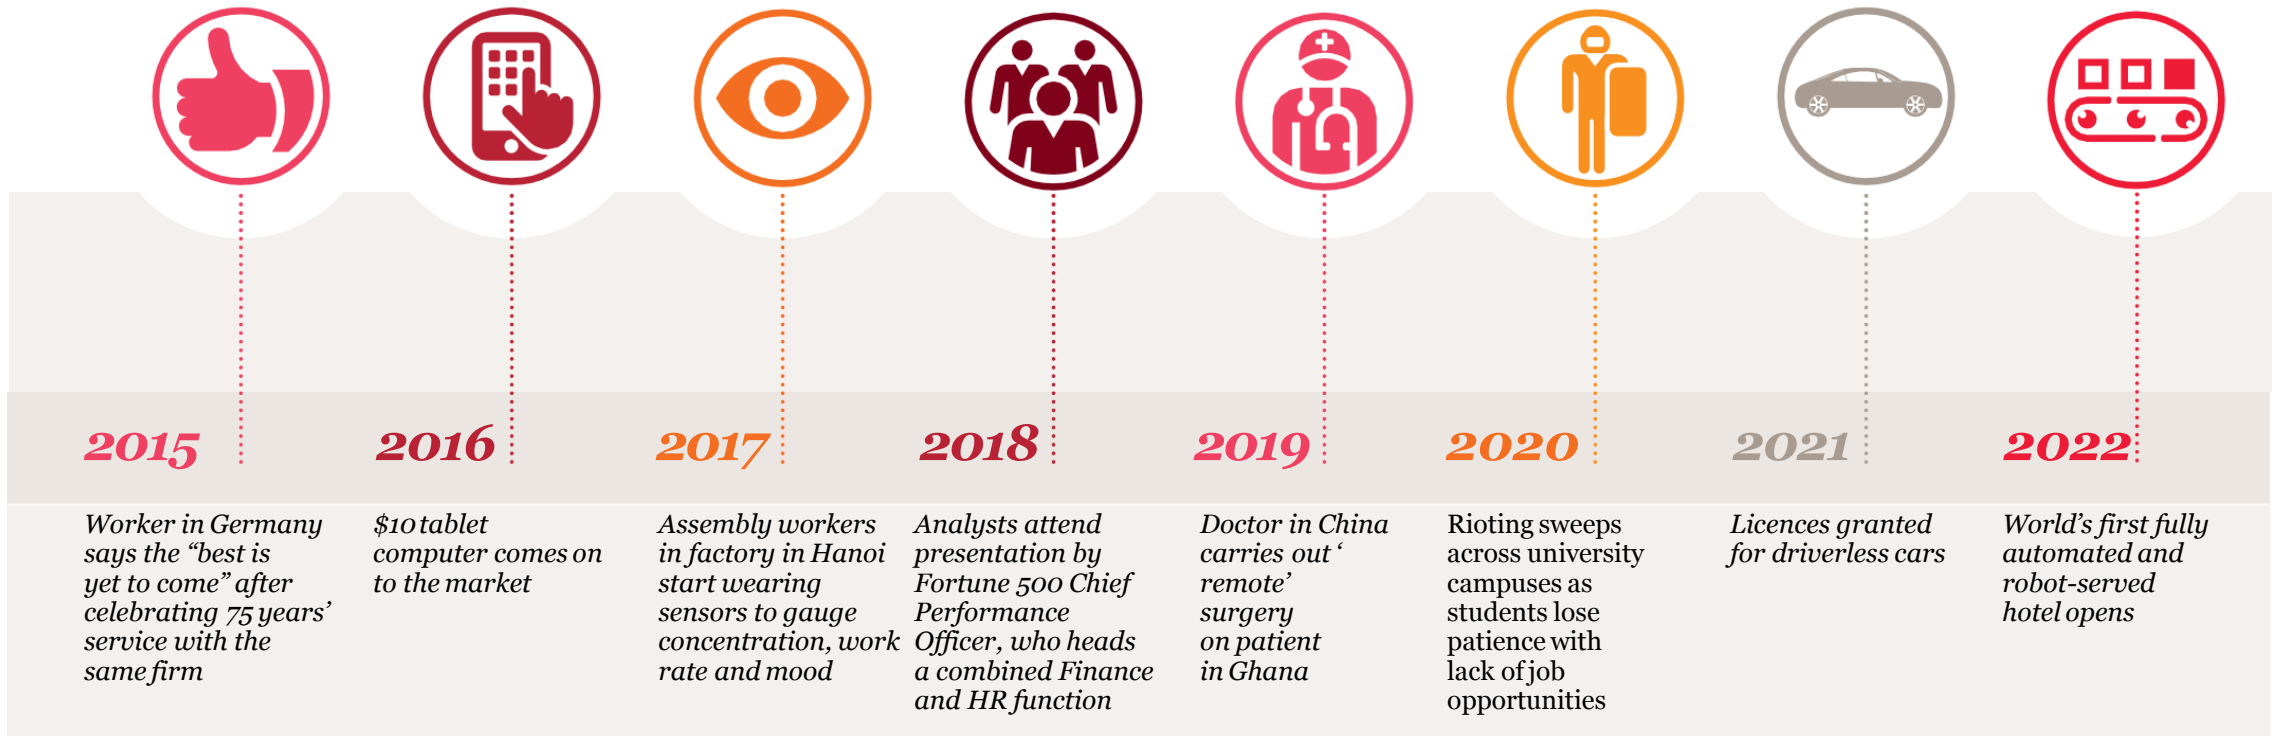 2015
Worker in Germany
says the “best is
yet to come” after
celebrating 75 years’
service with the
same firm
2016
$10 tablet
computer comes on
to the market
2017
Assembly workers
in factory in Hanoi
start wearing
sensors to gauge
concentration, work
rate and mood
2018
Analysts attend
presentation by
Fortune 500 Chief
Performance
Officer, who heads
a combined Finance
and HR function
2019
Doctor in China
carries out ‘
remote’
surgery
on patient
in Ghana
2020
Rioting sweeps
across university
campuses as
students lose
patience with
lack of job
opportunities
2021
Licences granted
for driverless cars
2022
World’s first fully
automated and
robot-served
hotel opens